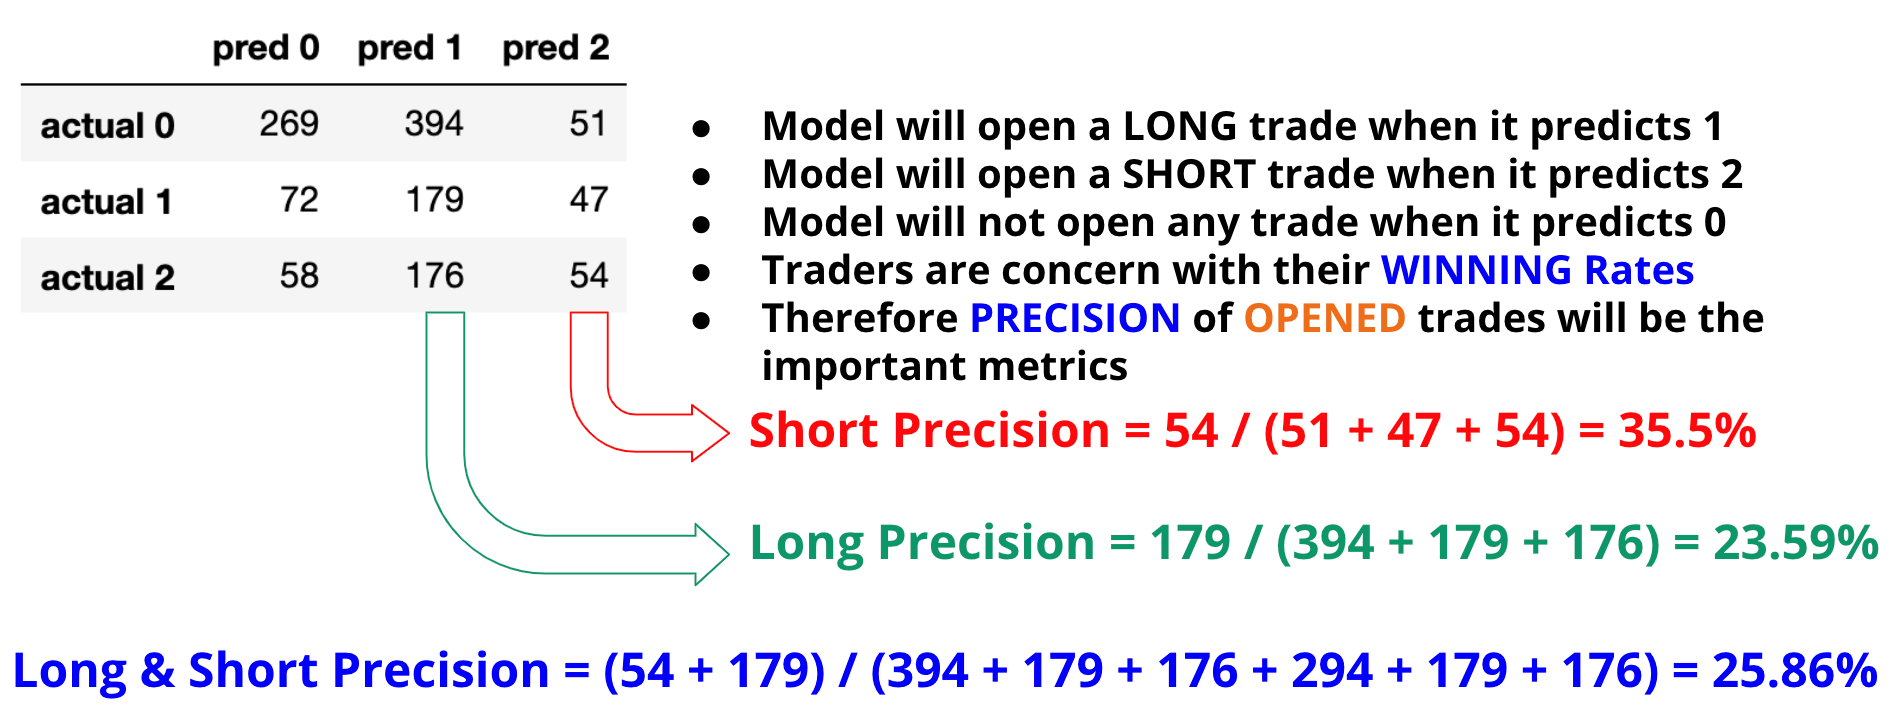 pred 0 pred 1 pred 2
actual 0 269 394 51
actual 1 72 179 47
actual 2 58 176 54
● Model will open a LONG trade when it predicts 1
● Model will open a SHORT trade when it predicts 2
● Model will not open any trade when it predicts 0
● Traders are concern with their WINNING Rates
● Therefore PRECISION of OPENED trades will be the
important metrics
Short Precision = 54 / (51 + 47 + 54) = 35.5%
Long Precision = 179 / (394 + 179 + 176) = 23.59%
Long & Short Precision = (54 + 179) / (394 + 179 + 176 + 294 + 179 + 176) = 25.86%